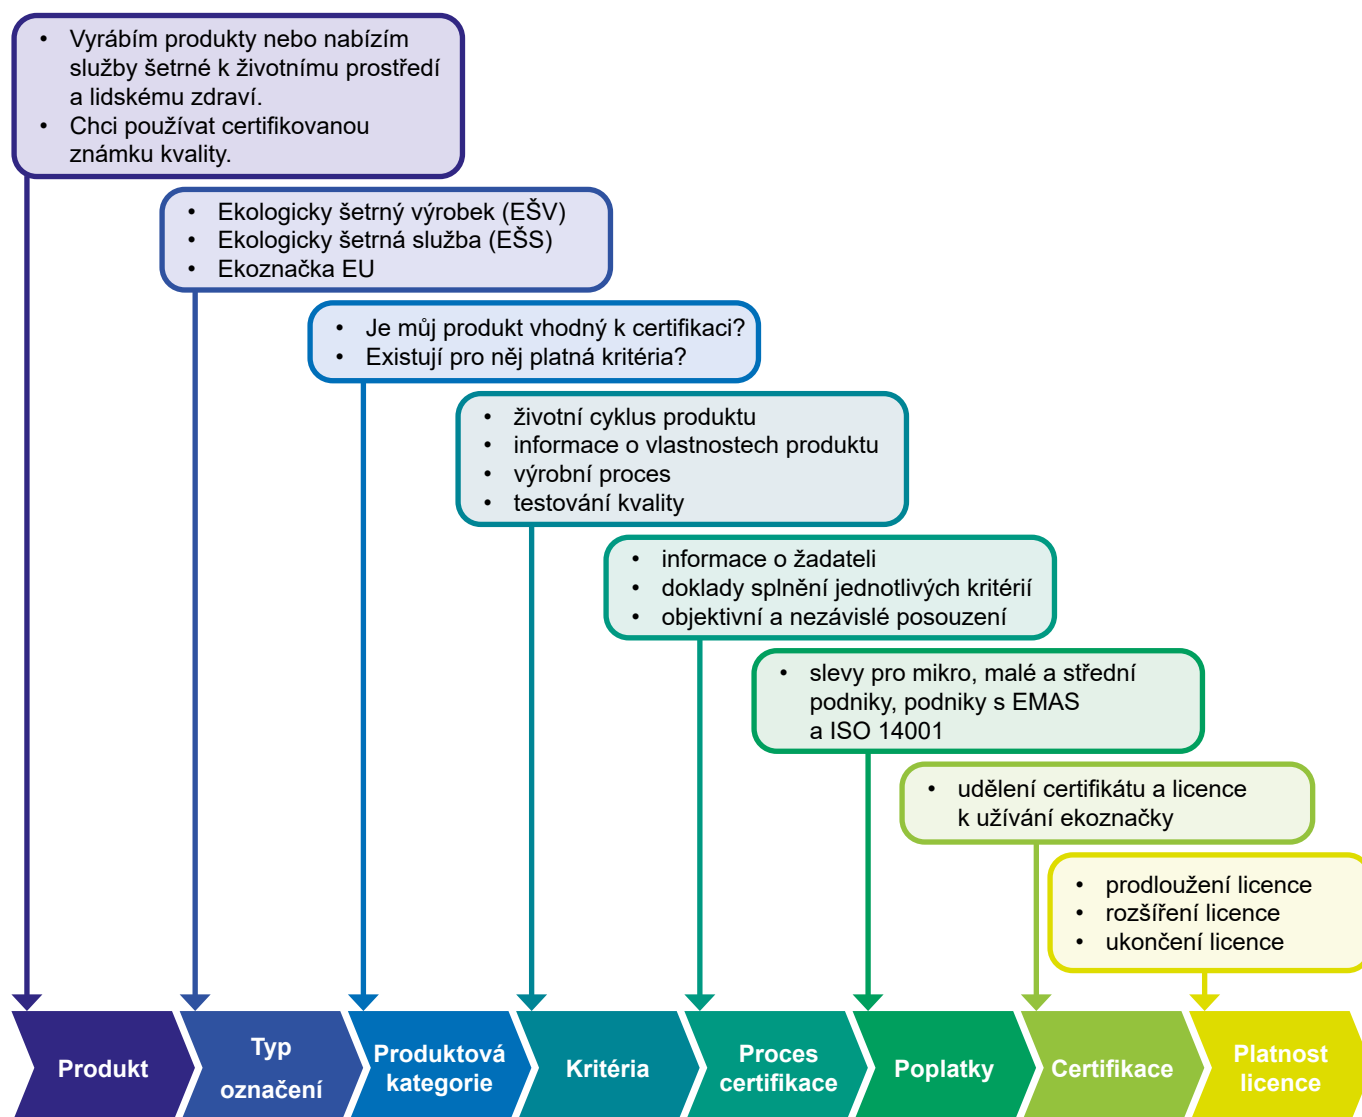 • Vyrábím produkty nebo nabízím
služby šetrné k životnímu prostředí
a lidskému zdraví.
• Chci používat certifikovanou
známku kvality.
• Ekologicky šetrný výrobek (EŠV)
• Ekologicky šetrná služba (EŠS)
• Ekoznačka EU
• Je můj produkt vhodný k certifikaci?
• Existují pro něj platná kritéria?
• životní cyklus produktu
• informace o vlastnostech produktu
• výrobní proces
• testování kvality
• informace o žadateli
• doklady splnění jednotlivých kritérií
• objektivní a nezávislé posouzení
• slevy pro mikro, malé a střední
podniky, podniky s EMAS
a ISO 14001
• udělení certifikátu a licence
k užívání ekoznačky
• prodloužení licence
• rozšíření licence
• ukončení licence
Produkt
Typ
označení
Produktová
kategorie
Kritéria
Proces
certifikace
Poplatky
Certifikace
Platnost
licence